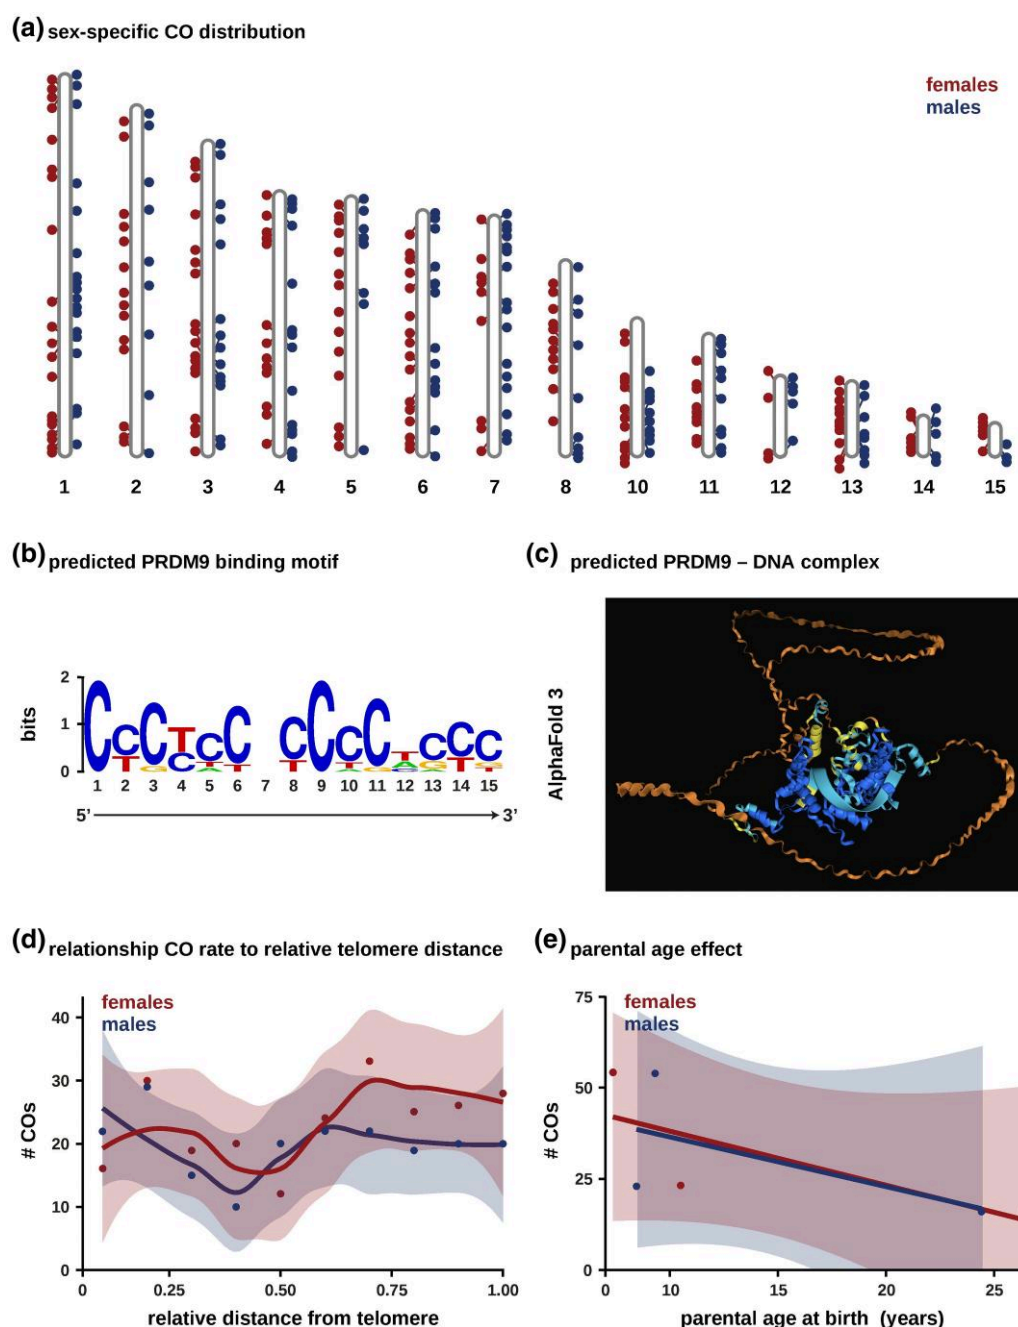 (a) sex-specific CO distribution
females
males
1 2 3 4 5 6 7 8 10 11 12 13 14 15
(b) predicted PRDM9 binding motif
(c) predicted PRDM9 – DNA complex
bits
2
1
0
1 2 3 4 5 6 7 8 9 10 11 12 13 14 15
5’ 3’
AlphaFold 3
(d) relationship CO rate to relative telomere distance
females
males
# COs
40
30
20
10
0
0 0.25 0.50 0.75 1.00
relative distance from telomere
(e) parental age effect
females
males
# COs
75
50
25
0
0 10 15 20 25
parental age at birth (years)